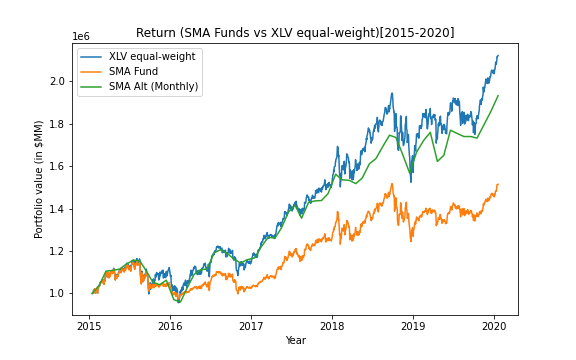 Return (SMA Funds vs XLV equal-weight)[2015-2020]
1e6
XLV equal-weight
SMA Fund
SMA Alt (Monthly)
Portfolio value (in $MM)
2.0
1.8
1.6
1.4
1.2
1.0
2015 2016 2017 2018 2019 2020
Year